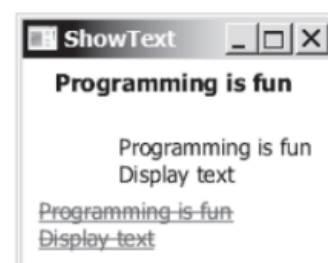 ShowText
Programming is fun
Programming is fun
Display text
Programming is fun
Display text